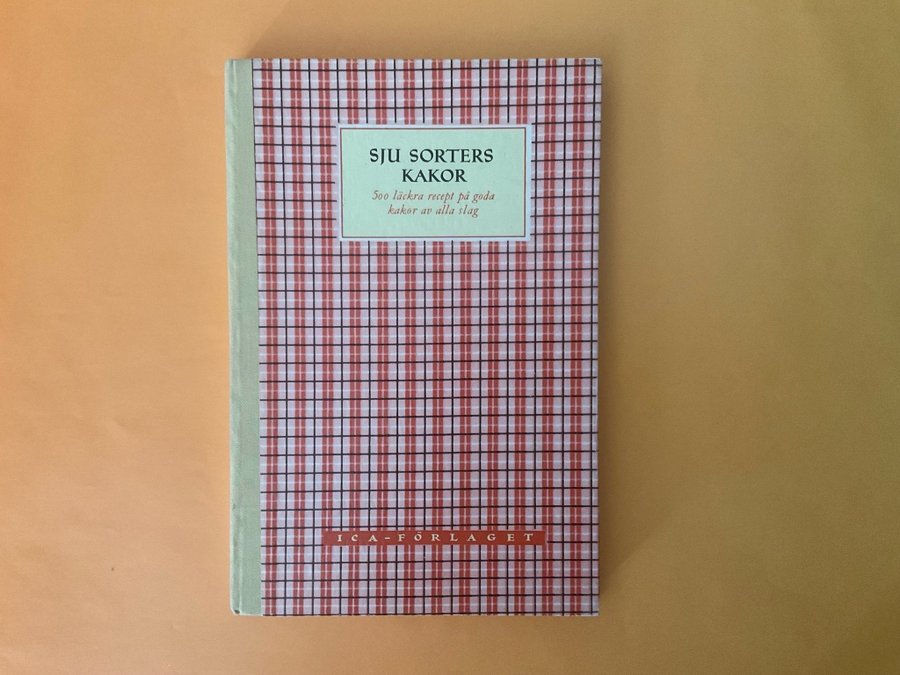 SJU SORTERS
KAKOR
500 läckra recept på goda
kakor av alla slag
ICA-FÖRLAGET